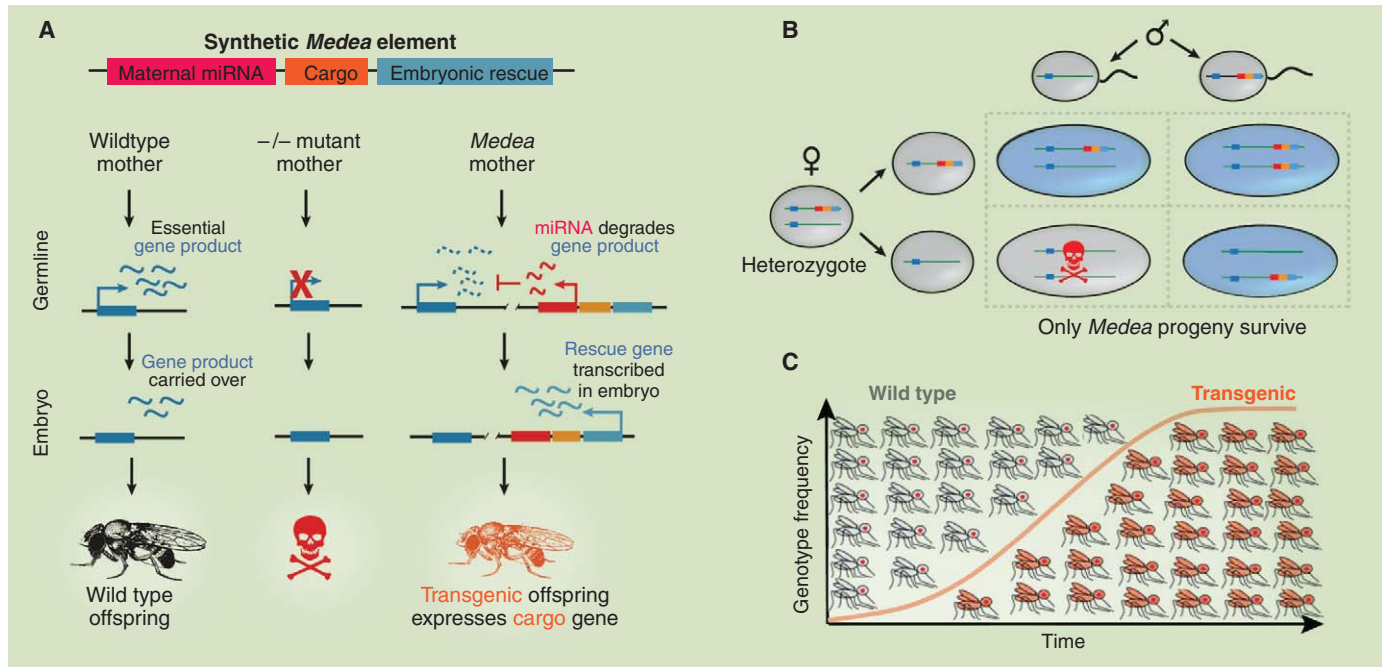 A
Synthetic Medea element
Maternal miRNA
Cargo
Embryonic rescue
Wildtype
mother
–/– mutant
mother
Medea
mother
Germline
Essential
gene product
X
miRNA degrades
gene product
Embryo
Gene product
carried over
Rescue gene
transcribed
in embryo
Wild type
offspring
Transgenic offspring
expresses cargo gene
B
♂
♀
Heterozygote
Only Medea progeny survive
C
Wild type
Transgenic
Genotype frequency
Time